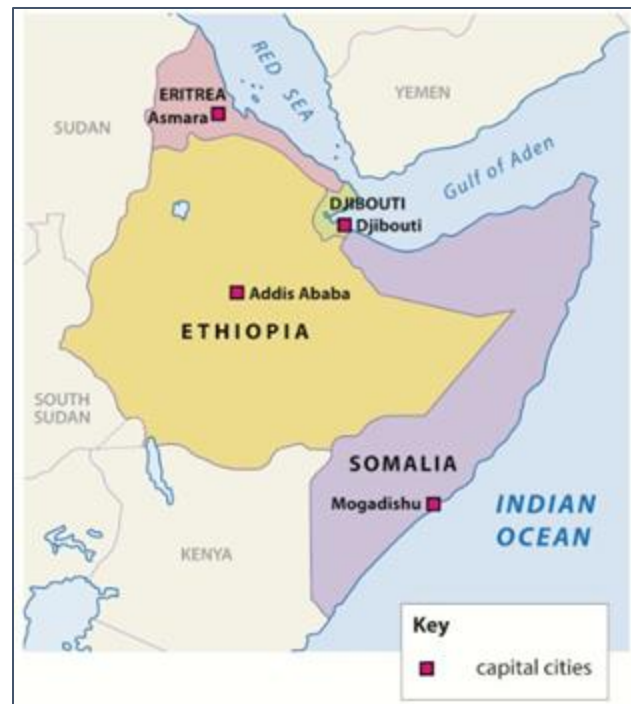 RED
SEA
YEMEN
ERITREA
Asmara
SUDAN
Gulf of Aden
DJIBOUTI
Djibouti
Addis Ababa
ETHIOPIA
SOUTH
SUDAN
SOMALIA
Mogadishu
INDIAN
OCEAN
KENYA
Key
capital cities